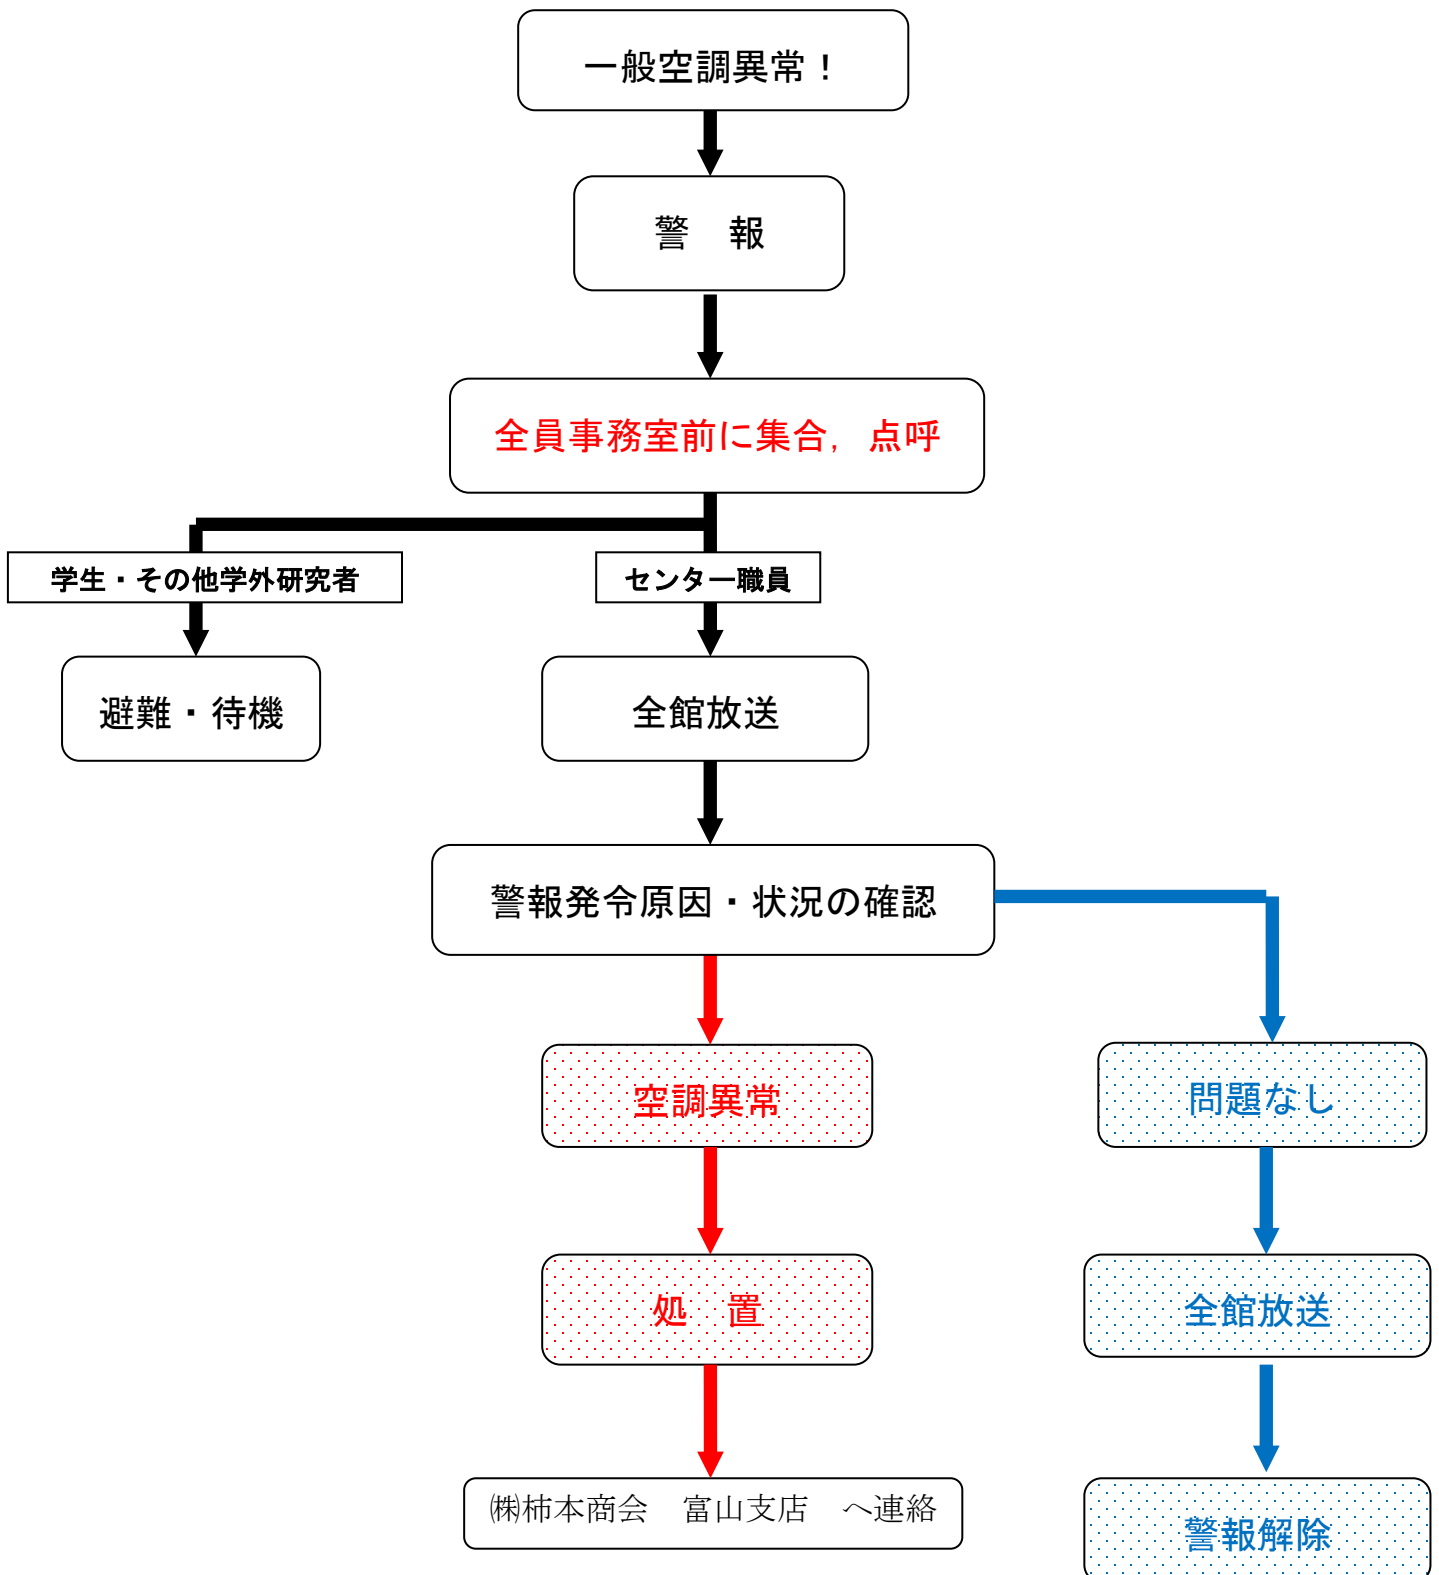 一般空調異常！
警　報
全員事務室前に集合，点呼
学生・その他学外研究者
センター職員
避難・待機
全館放送
警報発令原因・状況の確認
空調異常
問題なし
処　置
全館放送
㈱柿本商会　富山支店　へ連絡
警報解除